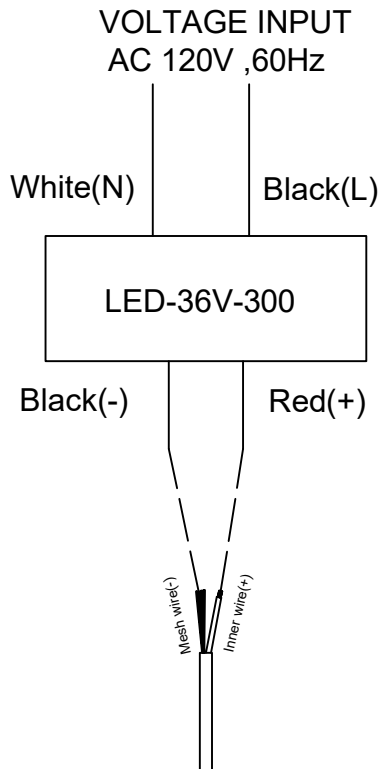 VOLTAGE INPUT
AC 120V ,60Hz
White(N)
Black(L)
LED-36V-300
Black(-)
Red(+)
Mesh wire(-)
Inner wire(+)